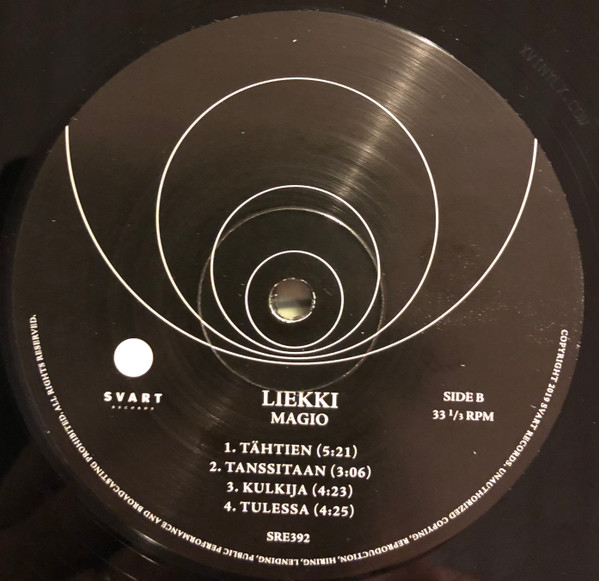 SVART
RECORDS
LIEKKI
MAGIO
SIDE B
33 1/3 RPM
1. TÄHTIEN (5:21)
2. TANSSITAAN (3:06)
3. KULKIJA (4:23)
4. TULESSA (4:25)
SRE392
COPYRIGHT 2019 SVART RECORDS. UNAUTHORIZED COPYING, REPRODUCTION, HIRING, LENDING, PUBLIC PERFORMANCE AND BROADCASTING PROHIBITED. ALL RIGHTS RESERVED.